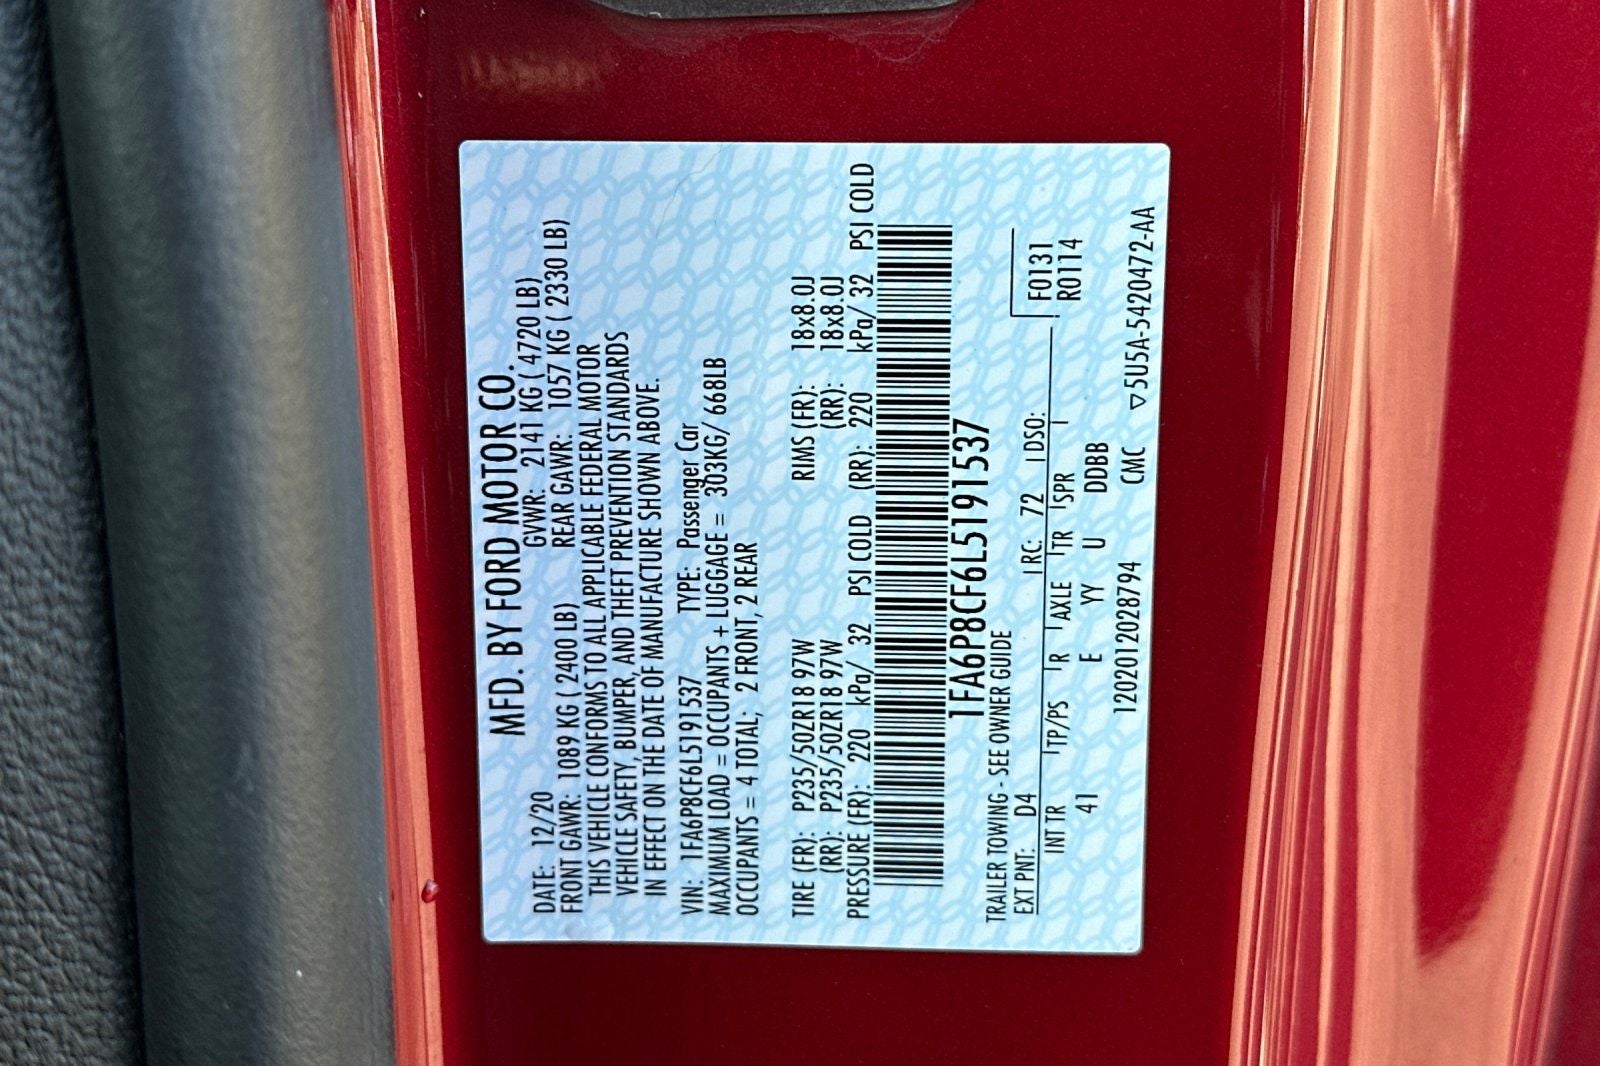 MFD. BY FORD MOTOR CO.
DATE: 12/20 GVWR: 2141 KG ( 4720 LB)
FRONT GAWR: 1089 KG ( 2400 LB) REAR GAWR: 1057 KG ( 2330 LB)
THIS VEHICLE CONFORMS TO ALL APPLICABLE FEDERAL MOTOR
VEHICLE SAFETY, BUMPER, AND THEFT PREVENTION STANDARDS
IN EFFECT ON THE DATE OF MANUFACTURE SHOWN ABOVE.
VIN: 1FA6P8CF6L5191537 TYPE: Passenger Car
MAXIMUM LOAD = OCCUPANTS + LUGGAGE = 303KG/ 668LB
OCCUPANTS = 4 TOTAL; 2 FRONT, 2 REAR
TIRE (FR): P235/50ZR18 97W RIMS (FR): 18x8.0J
(RR): P235/50ZR18 97W (RR): 18x8.0J
PRESSURE (FR): 220 kPa/ 32 PSI COLD (RR): 220 kPa/ 32 PSI COLD
1FA6P8CF6L5191537
TRAILER TOWING - SEE OWNER GUIDE
EXT PNT: D4 RC: 72 DSO: F0131
INT TR TP/PS R AXLE TR SPR R0114
41 E YY U DDBB
1202012028794 CMC ▽5U5A-5420472-AA